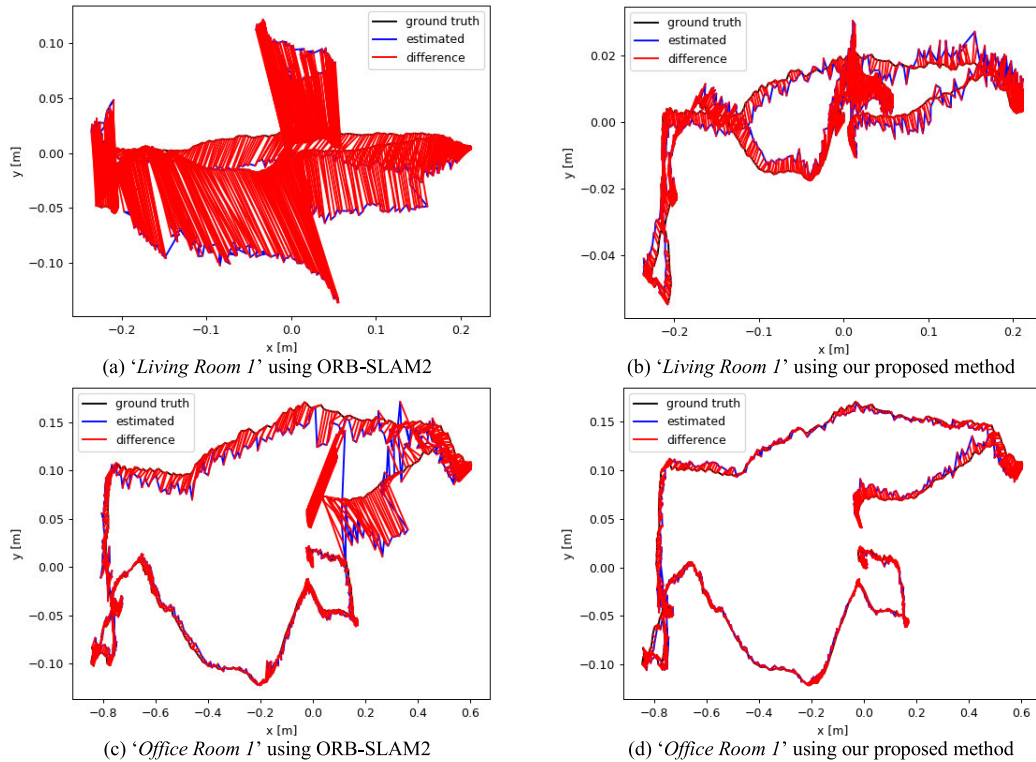 ground truth
estimated
difference
0.10
0.05
0.00
−0.05
−0.10
y [m]
−0.2
−0.1
0.0
0.1
0.2
x [m]
(a) ‘Living Room 1’ using ORB-SLAM2
ground truth
estimated
difference
0.02
0.00
−0.02
−0.04
y [m]
−0.2
−0.1
0.0
0.1
0.2
x [m]
(b) ‘Living Room 1’ using our proposed method
ground truth
estimated
difference
0.15
0.10
0.05
0.00
−0.05
−0.10
y [m]
−0.8
−0.6
−0.4
−0.2
0.0
0.2
0.4
0.6
x [m]
(c) ‘Office Room 1’ using ORB-SLAM2
ground truth
estimated
difference
0.15
0.10
0.05
0.00
−0.05
−0.10
y [m]
−0.8
−0.6
−0.4
−0.2
0.0
0.2
0.4
0.6
x [m]
(d) ‘Office Room 1’ using our proposed method